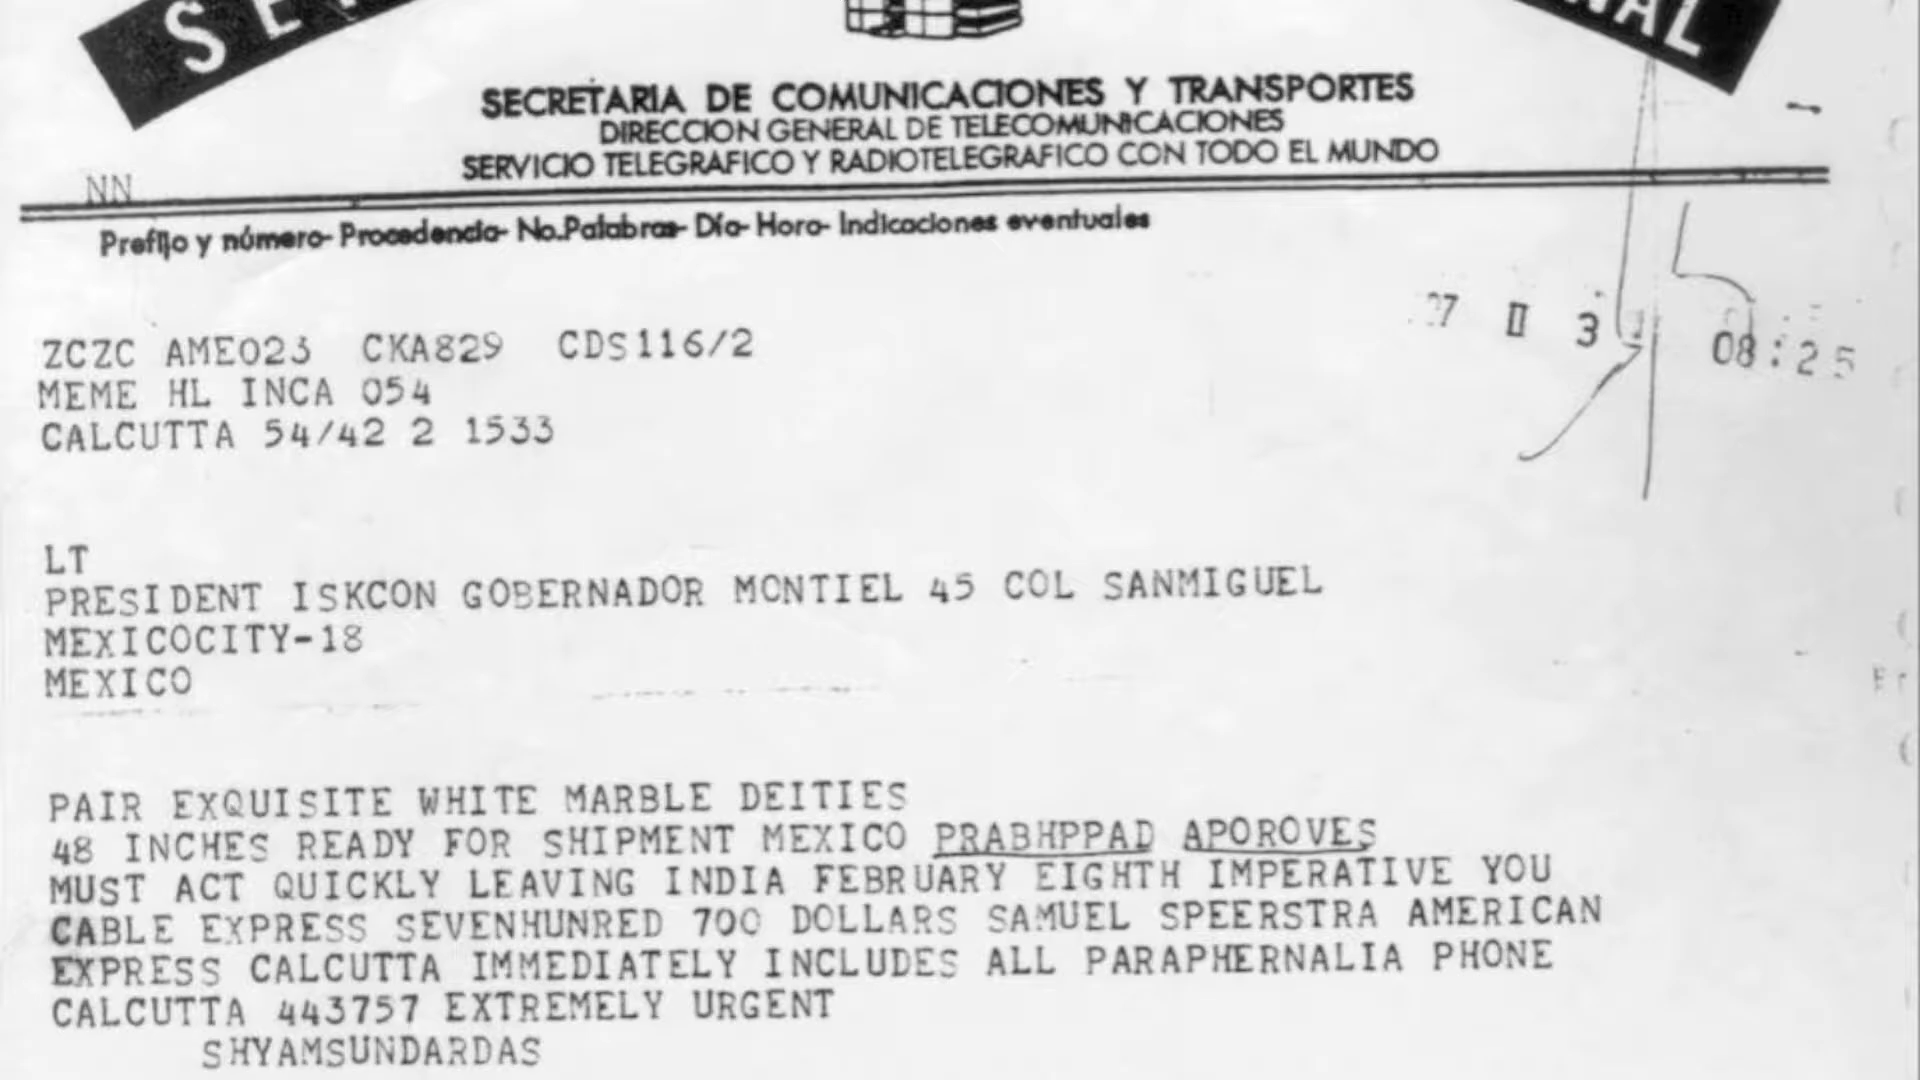 SECRETARIA DE COMUNICACIONES Y TRANSPORTES
DIRECCION GENERAL DE TELECOMUNICACIONES
SERVICIO TELEGRAFICO Y RADIOTELEGRAFICO CON TODO EL MUNDO
NN
Prefijo y número- Procedencia- No.Palabras- Día- Hora- Indicaciones eventuales
7 II 3 08:25
ZCZC AME023 CKA829 CDS116/2
MEME HL INCA 054
CALCUTTA 54/42 2 1533
LT
PRESIDENT ISKCON GOBERNADOR MONTIEL 45 COL SANMIGUEL
MEXICOCITY-18
MEXICO
PAIR EXQUISITE WHITE MARBLE DEITIES
48 INCHES READY FOR SHIPMENT MEXICO PRABHPPAD APOROVES
MUST ACT QUICKLY LEAVING INDIA FEBRUARY EIGHTH IMPERATIVE YOU
CABLE EXPRESS SEVENHUNRED 700 DOLLARS SAMUEL SPEERSTRA AMERICAN
EXPRESS CALCUTTA IMMEDIATELY INCLUDES ALL PARAPHERNALIA PHONE
CALCUTTA 443757 EXTREMELY URGENT
SHYAMSUNDARDAS